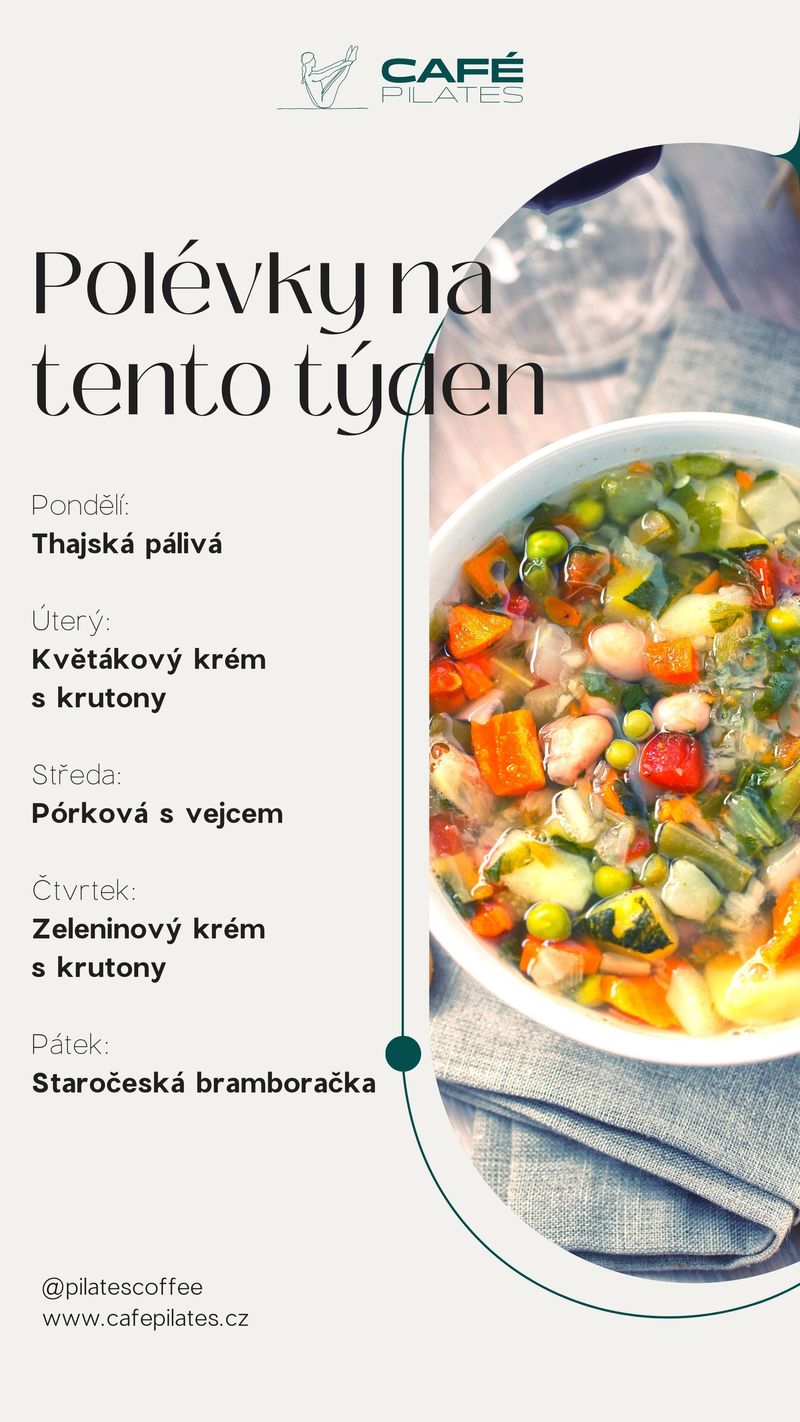 CAFÉ
PILATES
Polévky na
tento týden
Pondělí:
Thajská pálivá
Úterý:
Květákový krém
s krutony
Středa:
Pórková s vejcem
Čtvrtek:
Zeleninový krém
s krutony
Pátek:
Staročeská bramboračka
@pilatescoffee
www.cafepilates.cz